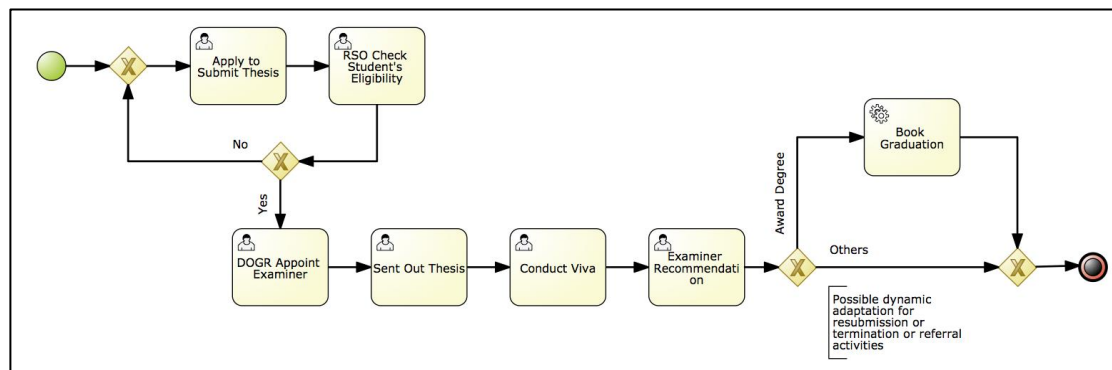 Apply to
Submit Thesis
RSO Check
Student's
Eligibility
No
Yes
DOGR Appoint
Examiner
Sent Out Thesis
Conduct Viva
Examiner
Recommendati
on
Award Degree
Book
Graduation
Others
Possible dynamic
adaptation for
resubmission or
termination or referral
activities